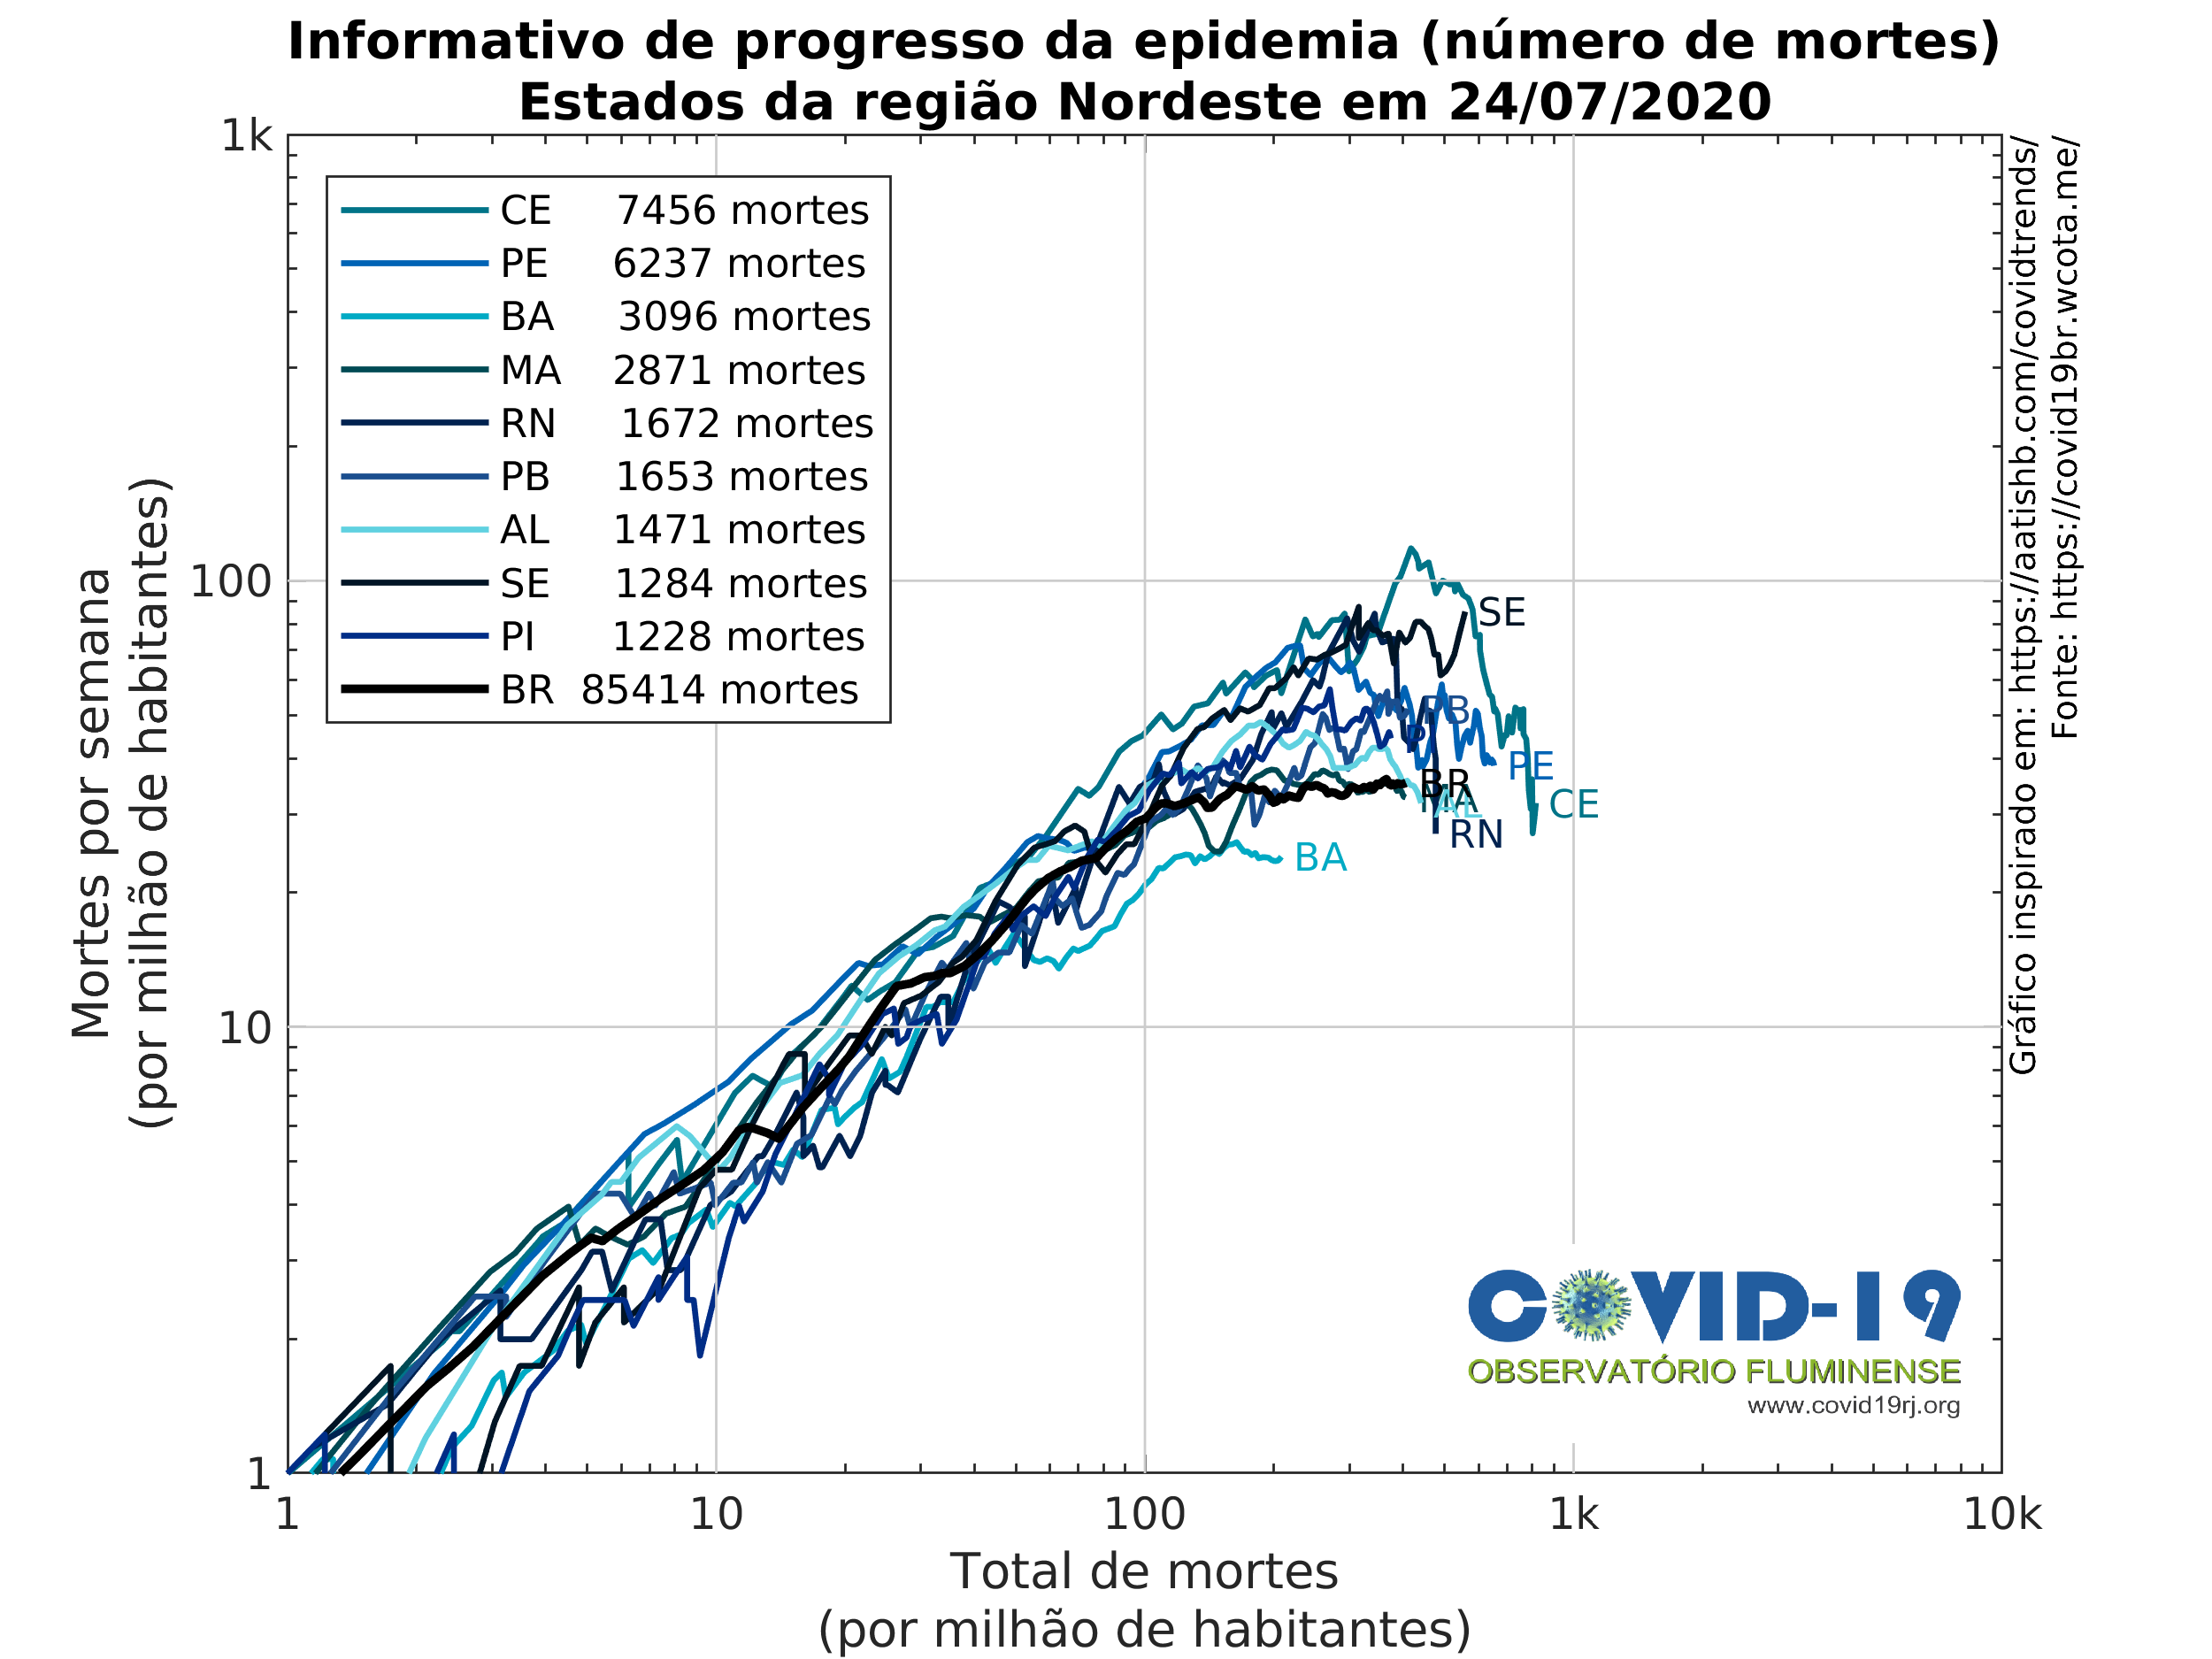 Informativo de progresso da epidemia (número de mortes)
Estados da região Nordeste em 24/07/2020
Mortes por semana
(por milhão de habitantes)
1k
100
10
1
CE 7456 mortes
PE 6237 mortes
BA 3096 mortes
MA 2871 mortes
RN 1672 mortes
PB 1653 mortes
AL 1471 mortes
SE 1284 mortes
PI 1228 mortes
BR 85414 mortes
SE
PB
PI
PE
BR
MA
AL
CE
RN
BA
Gráfico inspirado em: https://aatishb.com/covidtrends/
Fonte: https://covid19br.wcota.me/
COVID-19
OBSERVATÓRIO FLUMINENSE
www.covid19rj.org
1
10
100
1k
10k
Total de mortes
(por milhão de habitantes)